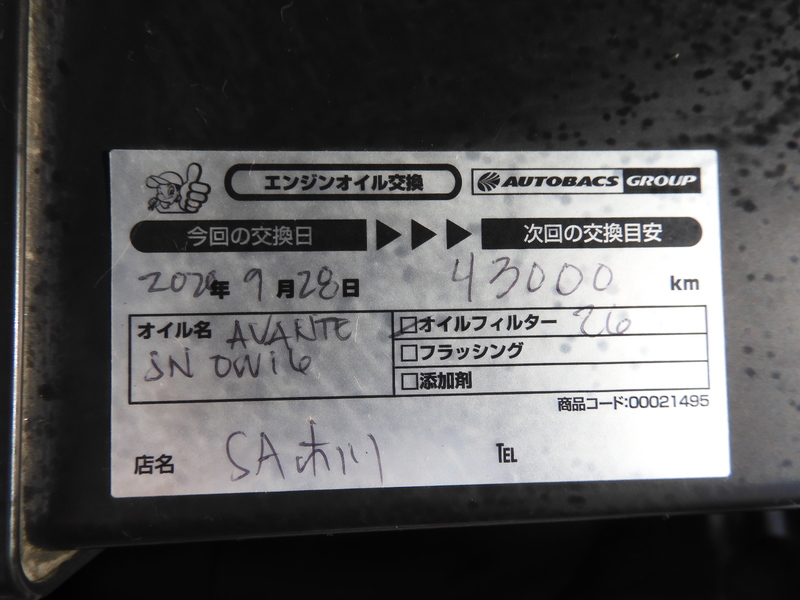 エンジンオイル交換
AUTOBACS GROUP
今回の交換日
次回の交換目安
2020年 9月28日
43000 km
オイル名 AVANTE
SN 0W16
オイルフィルター 26
フラッシング
添加剤
商品コード:00021495
店名 SA木川
TEL